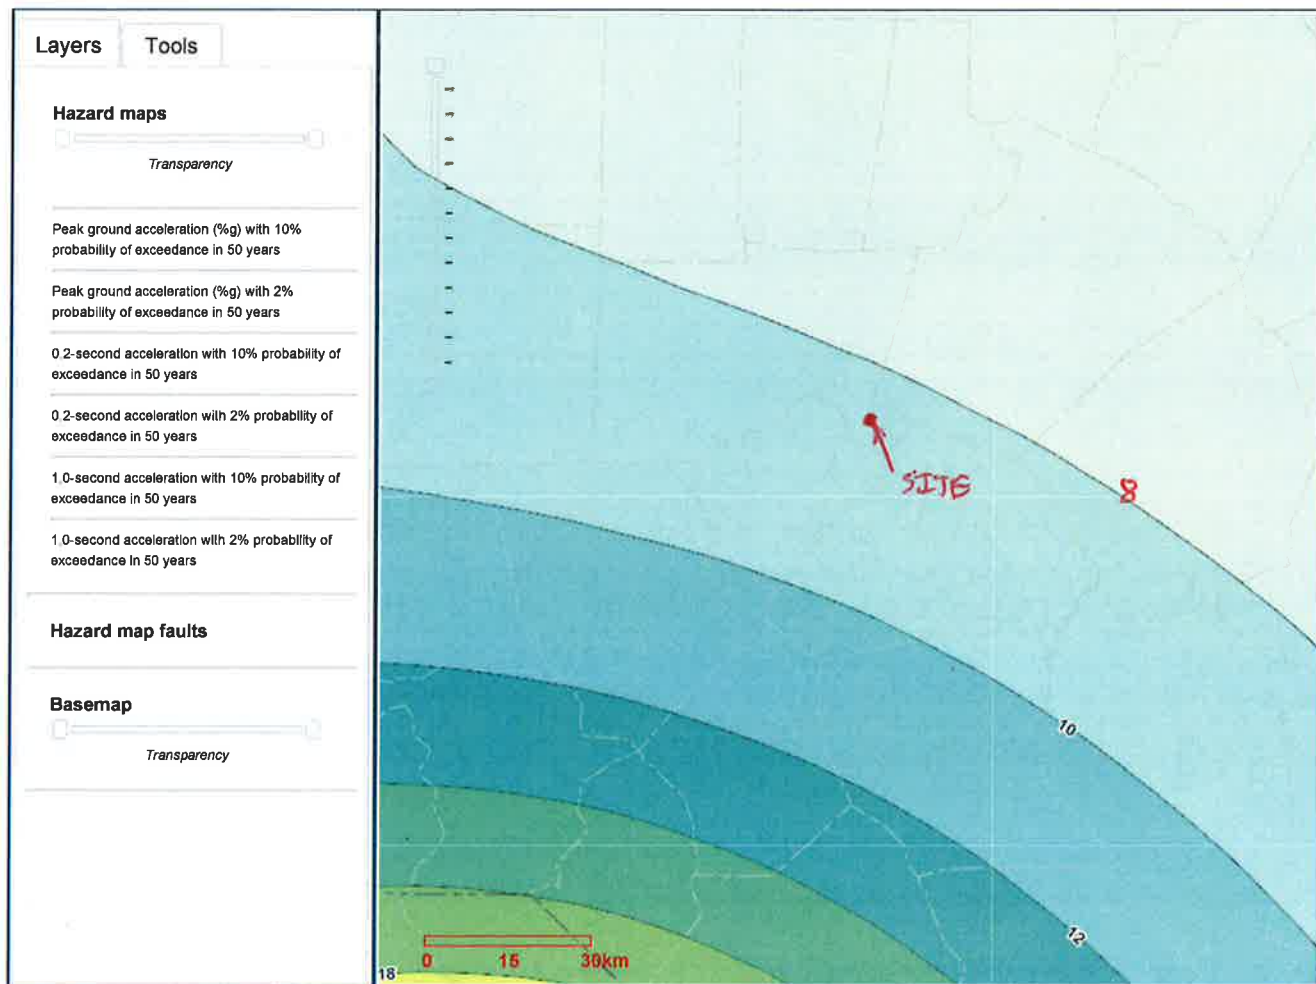 Layers
Tools
Hazard maps
Transparency
Peak ground acceleration (%g) with 10%
probability of exceedance in 50 years
Peak ground acceleration (%g) with 2%
probability of exceedance in 50 years
0.2-second acceleration with 10% probability of
exceedance in 50 years
0.2-second acceleration with 2% probability of
exceedance in 50 years
1.0-second acceleration with 10% probability of
exceedance in 50 years
1.0-second acceleration with 2% probability of
exceedance in 50 years
Hazard map faults
Basemap
Transparency
SITE
8
10
12
18
0 15 30km